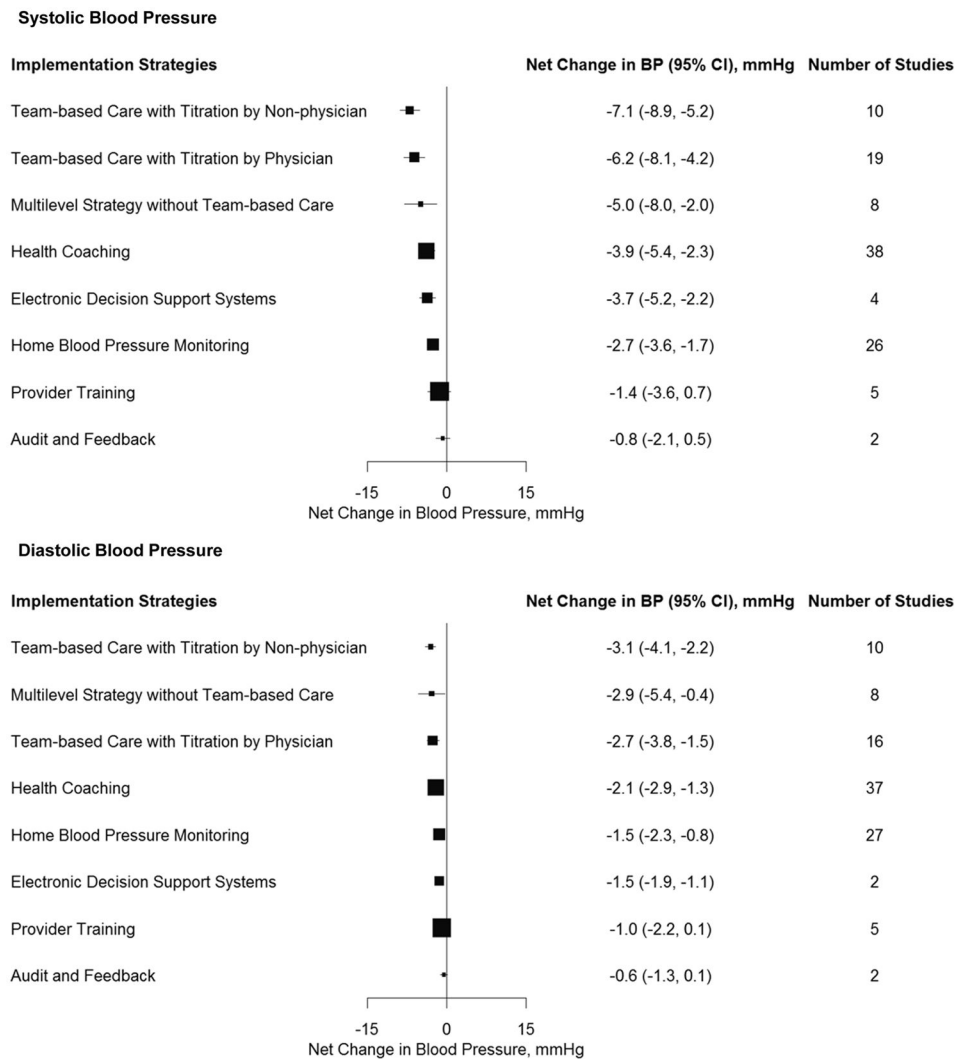 Systolic Blood Pressure
Implementation Strategies Net Change in BP (95% CI), mmHg Number of Studies
Team-based Care with Titration by Non-physician -7.1 (-8.9, -5.2) 10
Team-based Care with Titration by Physician -6.2 (-8.1, -4.2) 19
Multilevel Strategy without Team-based Care -5.0 (-8.0, -2.0) 8
Health Coaching -3.9 (-5.4, -2.3) 38
Electronic Decision Support Systems -3.7 (-5.2, -2.2) 4
Home Blood Pressure Monitoring -2.7 (-3.6, -1.7) 26
Provider Training -1.4 (-3.6, 0.7) 5
Audit and Feedback -0.8 (-2.1, 0.5) 2
-15 0 15
Net Change in Blood Pressure, mmHg
Diastolic Blood Pressure
Implementation Strategies Net Change in BP (95% CI), mmHg Number of Studies
Team-based Care with Titration by Non-physician -3.1 (-4.1, -2.2) 10
Multilevel Strategy without Team-based Care -2.9 (-5.4, -0.4) 8
Team-based Care with Titration by Physician -2.7 (-3.8, -1.5) 16
Health Coaching -2.1 (-2.9, -1.3) 37
Home Blood Pressure Monitoring -1.5 (-2.3, -0.8) 27
Electronic Decision Support Systems -1.5 (-1.9, -1.1) 2
Provider Training -1.0 (-2.2, 0.1) 5
Audit and Feedback -0.6 (-1.3, 0.1) 2
-15 0 15
Net Change in Blood Pressure, mmHg